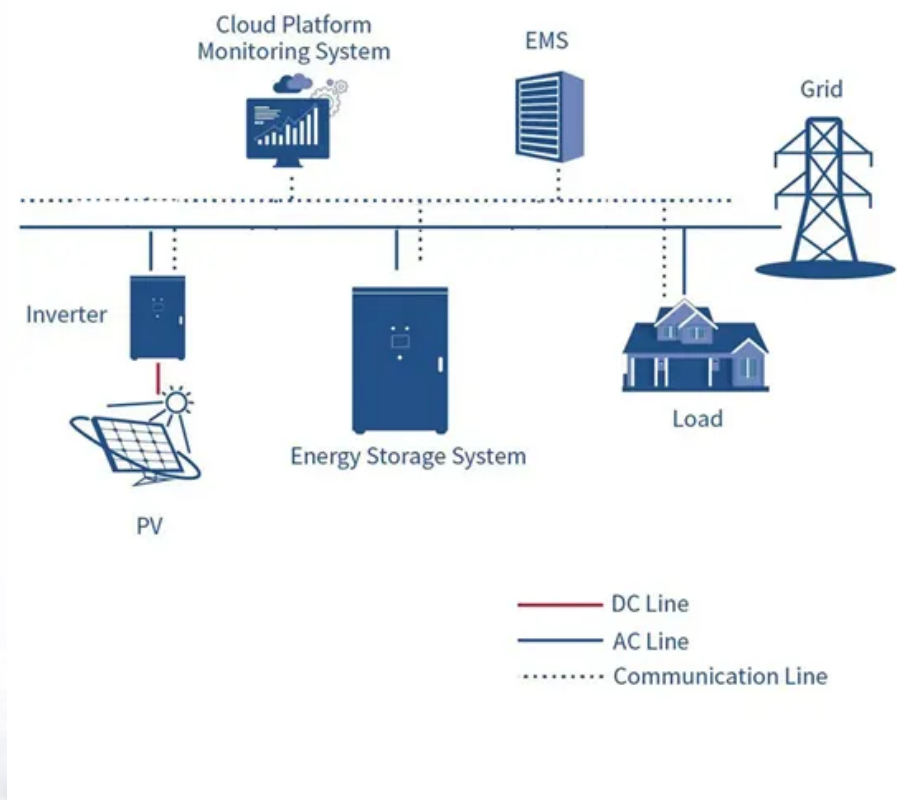 Cloud Platform
Monitoring System
EMS
Grid
Inverter
Load
Energy Storage System
PV
DC Line
AC Line
Communication Line